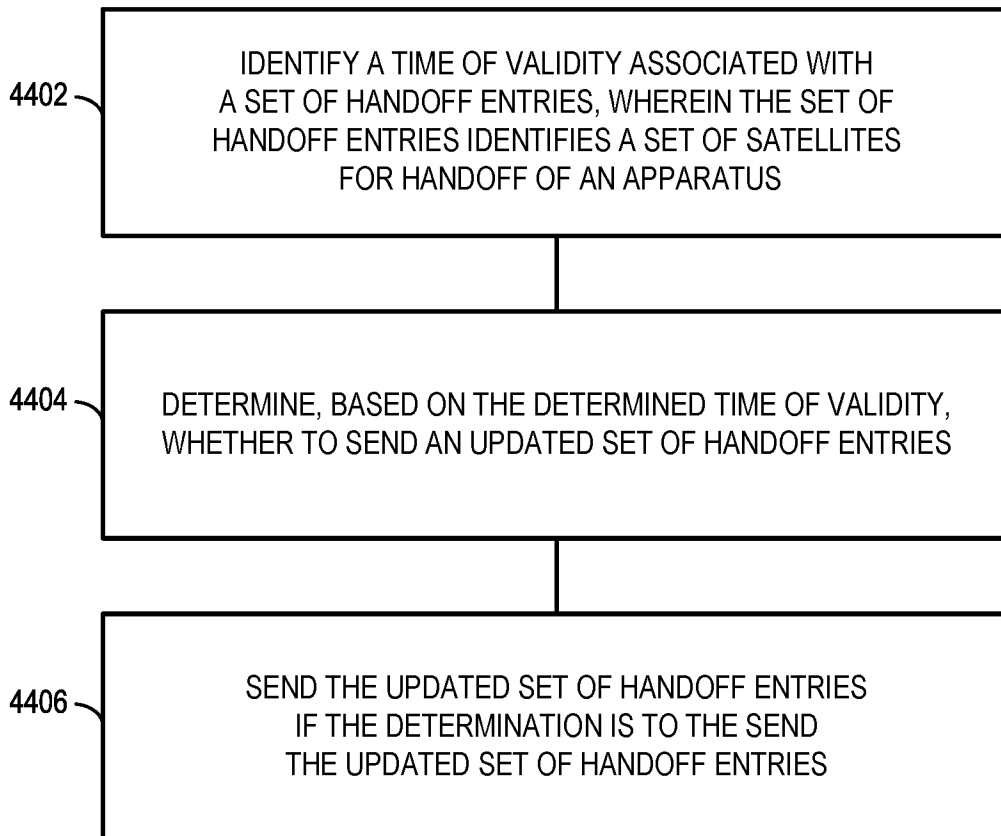 4402
IDENTIFY A TIME OF VALIDITY ASSOCIATED WITH
A SET OF HANDOFF ENTRIES, WHEREIN THE SET OF
HANDOFF ENTRIES IDENTIFIES A SET OF SATELLITES
FOR HANDOFF OF AN APPARATUS
4404
DETERMINE, BASED ON THE DETERMINED TIME OF VALIDITY,
WHETHER TO SEND AN UPDATED SET OF HANDOFF ENTRIES
4406
SEND THE UPDATED SET OF HANDOFF ENTRIES
IF THE DETERMINATION IS TO THE SEND
THE UPDATED SET OF HANDOFF ENTRIES